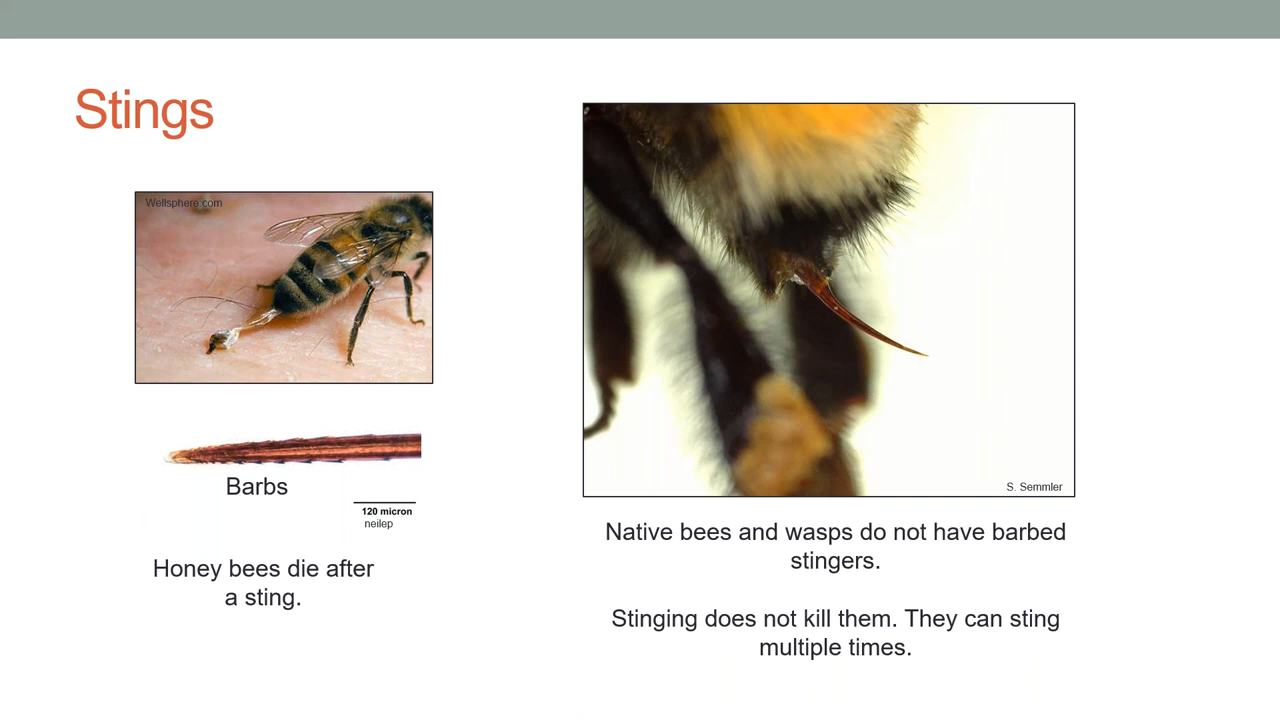 Stings
Wellsphere.com
Barbs
120 micron
neilep
Honey bees die after
a sting.
S. Semmler
Native bees and wasps do not have barbed
stingers.
Stinging does not kill them. They can sting
multiple times.